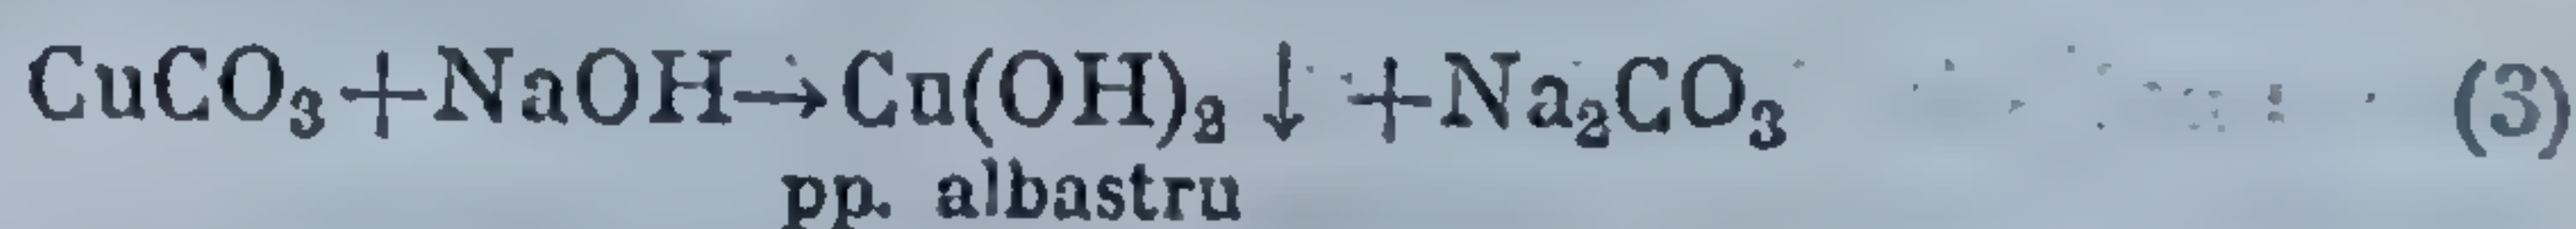 CuCO₃+NaOH→Cu(OH)₂ ↓ +Na₂CO₃ (3)
pp. albastru